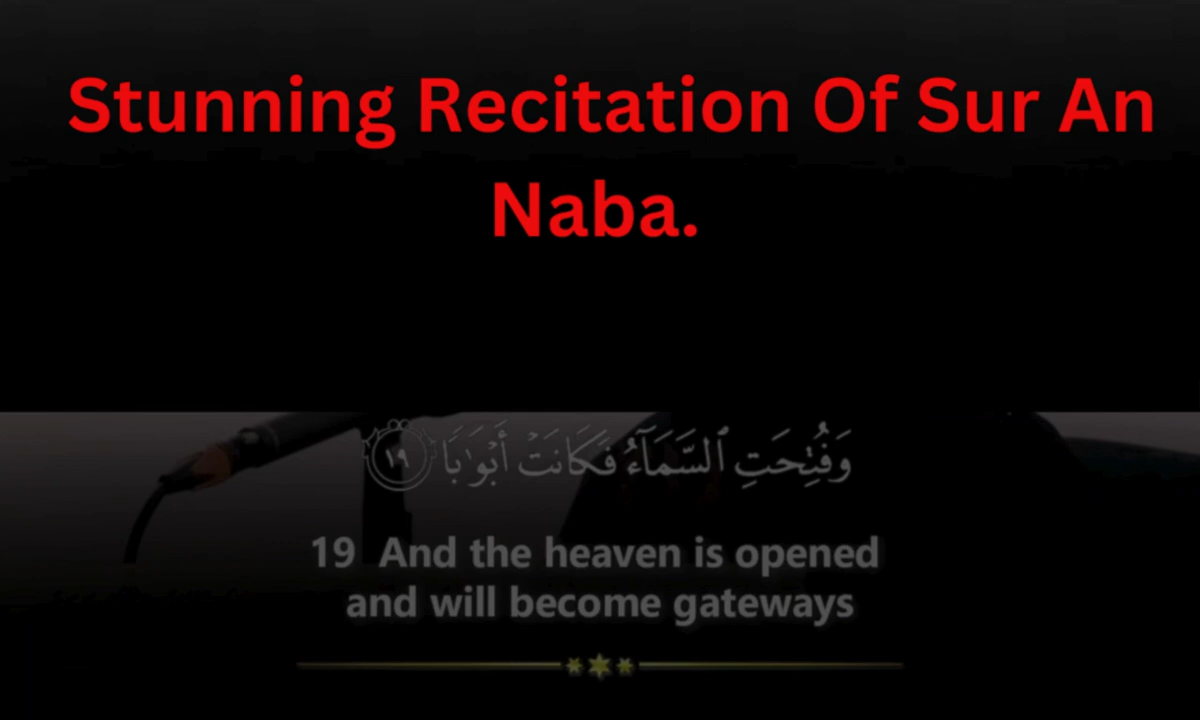 Stunning Recitation Of Sur An
Naba.
وَفُتِحَتِ ٱلسَّمَآءُ فَكَانَتْ أَبْوَٰبًا ١٩
19 And the heaven is opened
and will become gateways